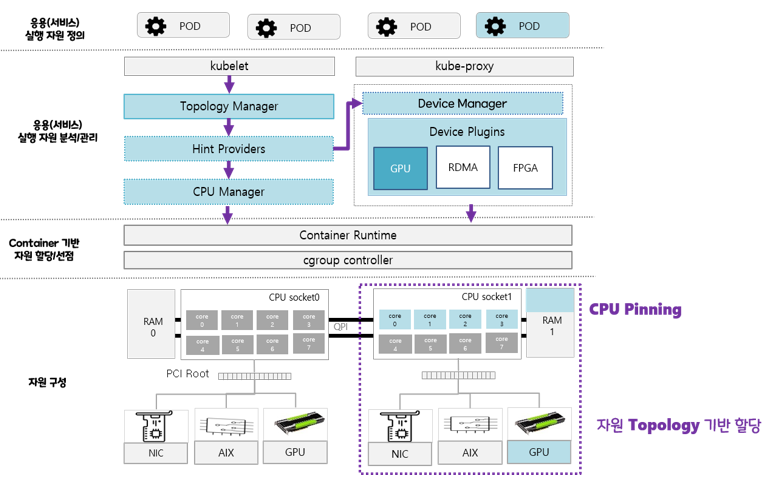 응용(서비스)
실행 자원 정의
POD
POD
POD
POD
kubelet
kube-proxy
응용(서비스)
실행 자원 분석/관리
Topology Manager
Hint Providers
CPU Manager
Device Manager
Device Plugins
GPU
RDMA
FPGA
Container 기반
자원 할당/선점
Container Runtime
cgroup controller
자원 구성
RAM
0
CPU socket0
core
0
core
1
core
2
core
3
core
4
core
5
core
6
core
7
QPI
CPU socket1
core
0
core
1
core
2
core
3
core
4
core
5
core
6
core
7
RAM
1
CPU Pinning
PCI Root
NIC
AIX
GPU
NIC
AIX
GPU
자원 Topology 기반 할당